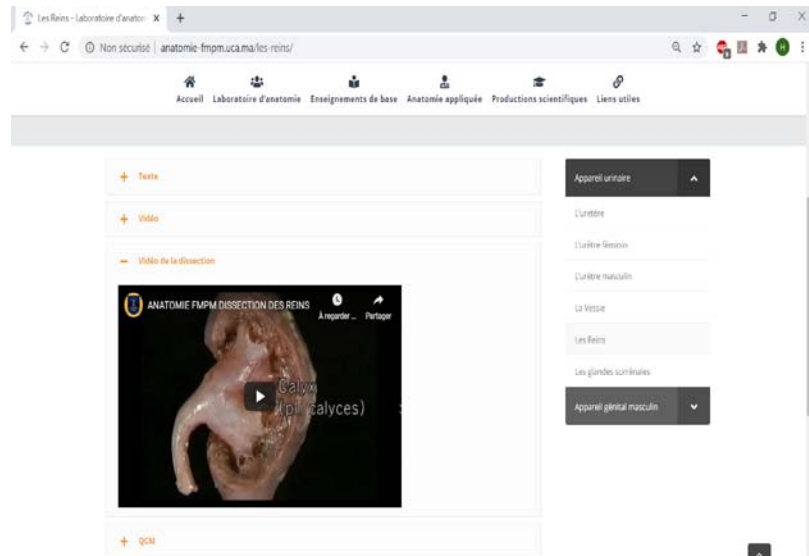 Les Reins - Laboratoire d'anatom
Non sécurisé | anatomie-fmpm.uca.ma/les-reins/
H
Accueil Laboratoire d'anatomie Enseignements de base Anatomie appliquée Productions scientifiques Liens utiles
Texte
Vidéo
Vidéo de la dissection
ANATOMIE FMPM DISSECTION DES REINS
À regarder ... Partager
Calyx
(pl. calyces)
QCM
Appareil urinaire
L'uretère
L'urètre féminin
L'urètre masculin
La Vessie
Les Reins
Les glandes surrénales
Appareil génital masculin